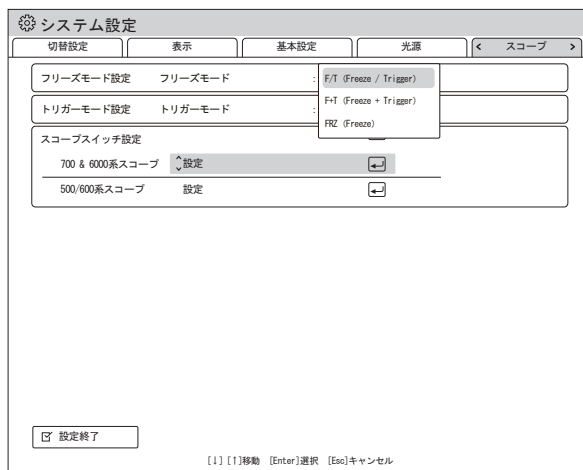 システム設定
切替設定 表示 基本設定 光源 < スコープ >
フリーズモード設定 フリーズモード : F/T (Freeze / Trigger)
F+T (Freeze + Trigger)
トリガーモード設定 トリガーモード :
FRZ (Freeze)
スコープスイッチ設定
700 & 6000系スコープ 設定
500/600系スコープ 設定
設定終了
[↓] [↑]移動 [Enter]選択 [Esc]キャンセル